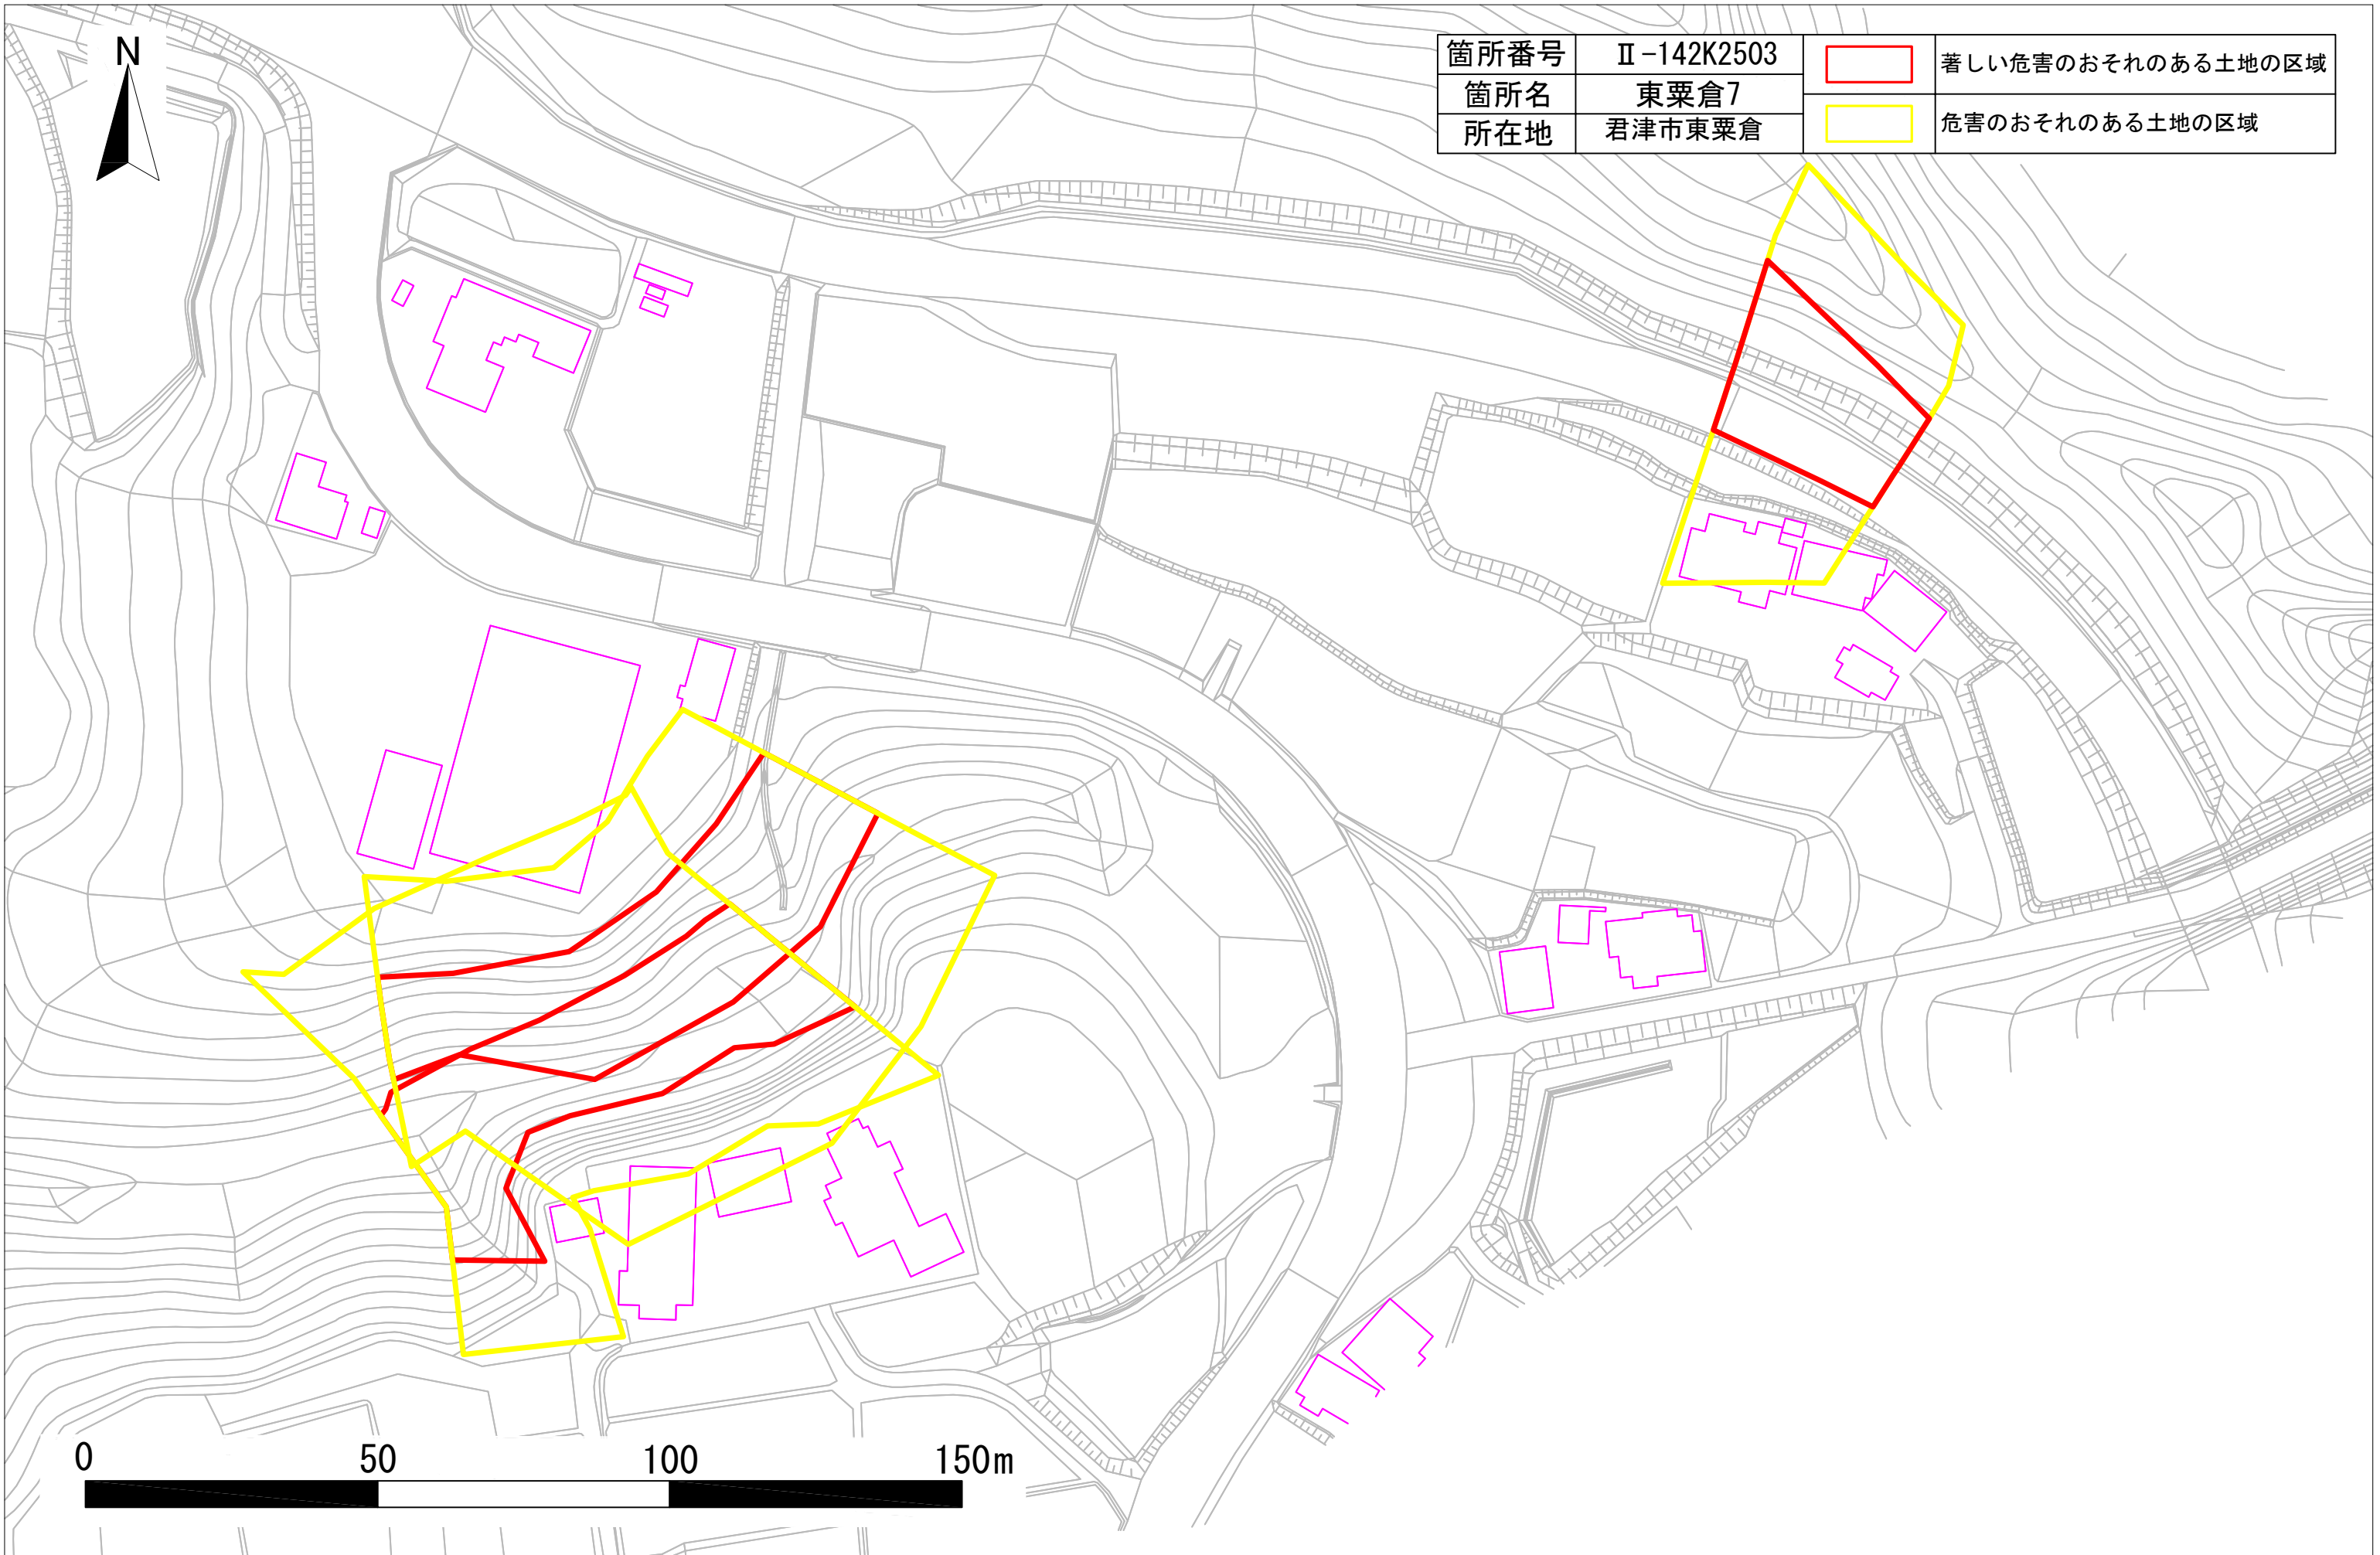 N
箇所番号 Ⅱ-142K2503
箇所名 東粟倉7
所在地 君津市東粟倉
著しい危害のおそれのある土地の区域
危害のおそれのある土地の区域
0 50 100 150m